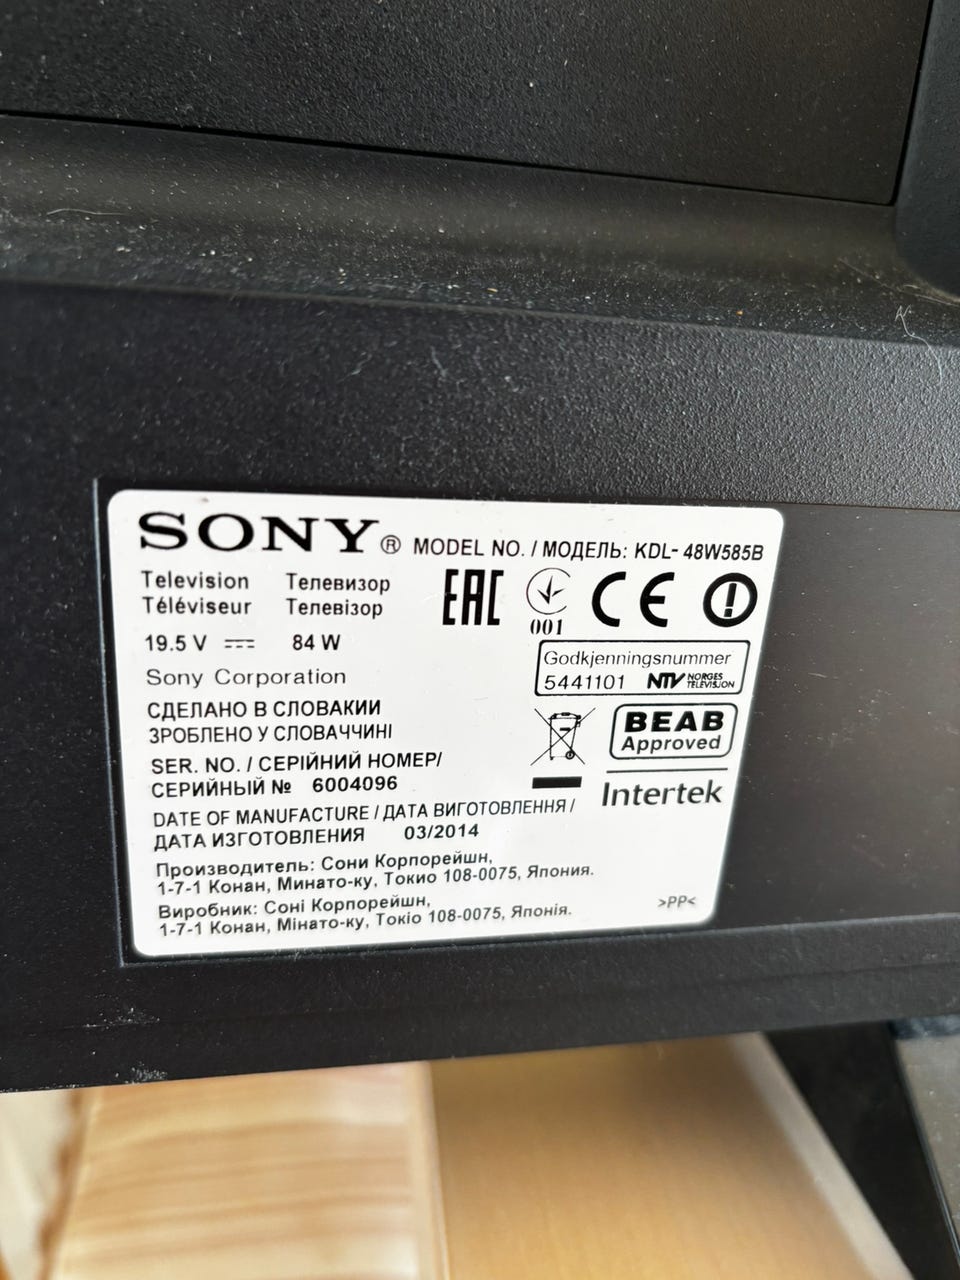 SONY® MODEL NO. / МОДЕЛЬ: KDL- 48W585B
Television Телевизор
Téléviseur Телевізор
19.5 V 84 W
EAC
001
CE
Godkjenningsnummer
5441101 NTV NORGES TELEVISJON
Sony Corporation
СДЕЛАНО В СЛОВАКИИ
ЗРОБЛЕНО У СЛОВАЧЧИНІ
BEAB
Approved
Intertek
SER. NO. / СЕРІЙНИЙ НОМЕР/
СЕРИЙНЫЙ № 6004096
DATE OF MANUFACTURE / ДАТА ВИГОТОВЛЕННЯ /
ДАТА ИЗГОТОВЛЕНИЯ 03/2014
Производитель: Сони Корпорейшн,
1-7-1 Конан, Минато-ку, Токио 108-0075, Япония.
Виробник: Соні Корпорейшн,
1-7-1 Конан, Мінато-ку, Токіо 108-0075, Японія.
>PP<